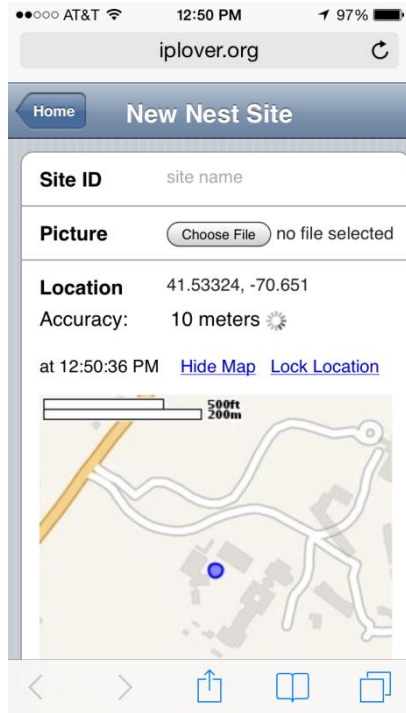 AT&T 12:50 PM 97%
iplover.org
Home New Nest Site
Site ID site name
Picture Choose File no file selected
Location 41.53324, -70.651
Accuracy: 10 meters
at 12:50:36 PM Hide Map Lock Location
500ft
200m